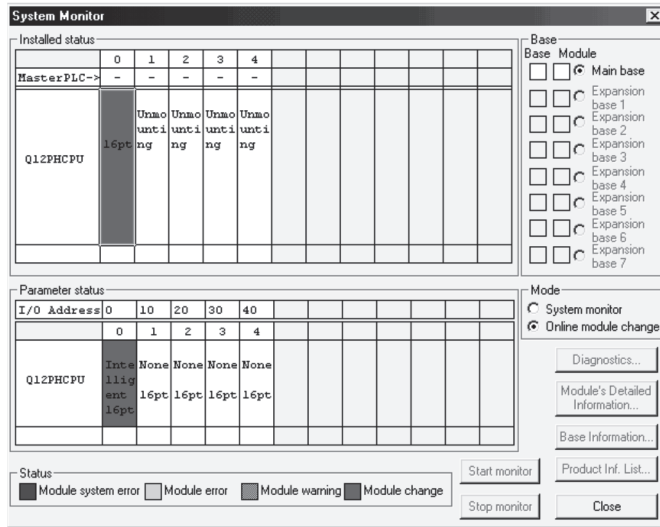 System Monitor
Installed status
0 1 2 3 4
MasterPLC-> - - - - -
Q12PHCPU
16pt
Unmo
unti
ng
Unmo
unti
ng
Unmo
unti
ng
Unmo
unti
ng
Base
Base Module
Main base
Expansion
base 1
Expansion
base 2
Expansion
base 3
Expansion
base 4
Expansion
base 5
Expansion
base 6
Expansion
base 7
Parameter status
I/O Address 0 10 20 30 40
0 1 2 3 4
Q12PHCPU
Inte
llig
ent
16pt
None
16pt
None
16pt
None
16pt
None
16pt
Mode
System monitor
Online module change
Diagnostics...
Module's Detailed
Information...
Base Information...
Product Inf. List...
Close
Status
Module system error Module error Module warning Module change
Start monitor
Stop monitor